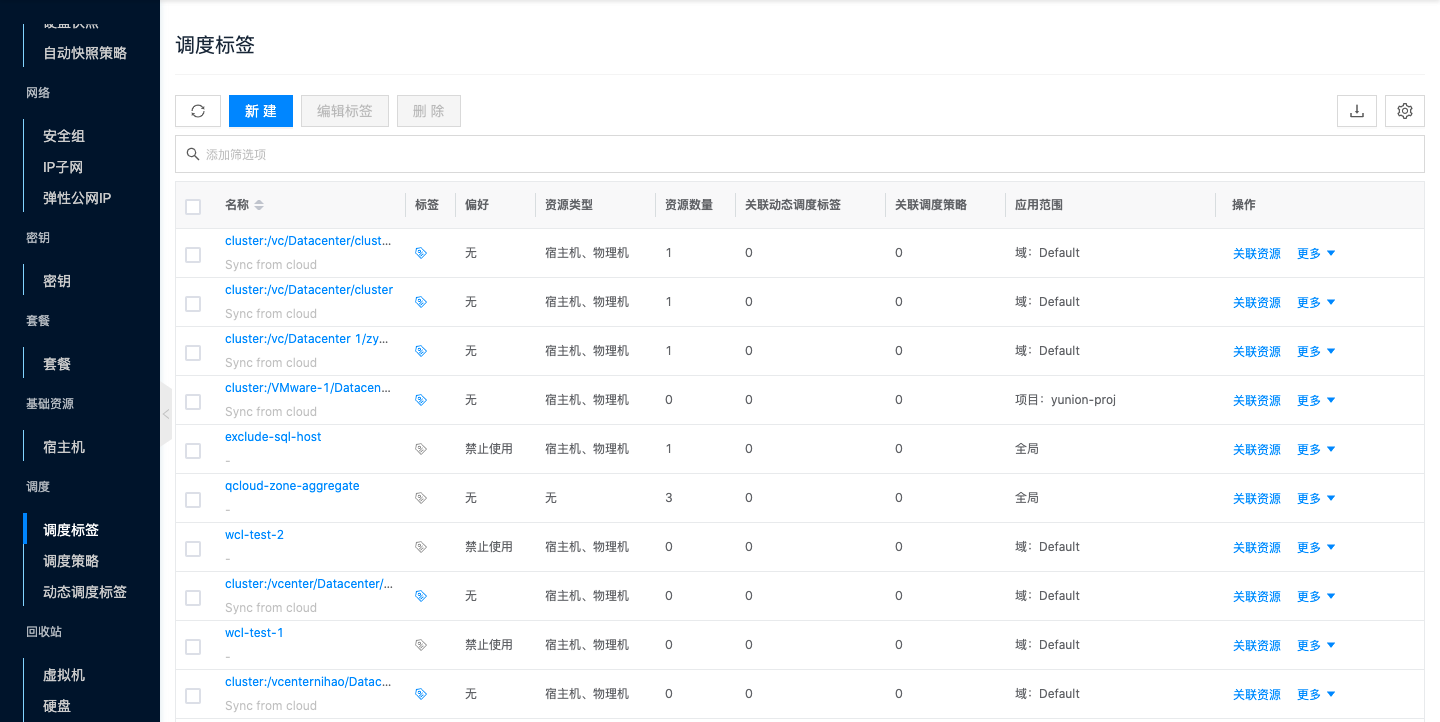 硬盘快照
自动快照策略
网络
安全组
IP子网
弹性公网IP
密钥
密钥
套餐
套餐
基础资源
宿主机
调度
调度标签
调度策略
动态调度标签
回收站
虚拟机
硬盘
调度标签
新 建
编辑标签
删 除
添加筛选项
名称 标签 偏好 资源类型 资源数量 关联动态调度标签 关联调度策略 应用范围 操作
cluster:/vc/Datacenter/clust...
Sync from cloud
无 宿主机、物理机 1 0 0 域：Default 关联资源 更多
cluster:/vc/Datacenter/cluster
Sync from cloud
无 宿主机、物理机 1 0 0 域：Default 关联资源 更多
cluster:/vc/Datacenter 1/zy...
Sync from cloud
无 宿主机、物理机 1 0 0 域：Default 关联资源 更多
cluster:/VMware-1/Datacen...
Sync from cloud
无 宿主机、物理机 0 0 0 项目：yunion-proj 关联资源 更多
exclude-sql-host
-
禁止使用 宿主机、物理机 1 0 0 全局 关联资源 更多
qcloud-zone-aggregate
-
无 无 3 0 0 全局 关联资源 更多
wcl-test-2
-
禁止使用 宿主机、物理机 0 0 0 域：Default 关联资源 更多
cluster:/vcenter/Datacenter/...
Sync from cloud
无 宿主机、物理机 0 0 0 域：Default 关联资源 更多
wcl-test-1
-
禁止使用 宿主机、物理机 0 0 0 域：Default 关联资源 更多
cluster:/vcenternihao/Datac...
Sync from cloud
无 宿主机、物理机 0 0 0 域：Default 关联资源 更多